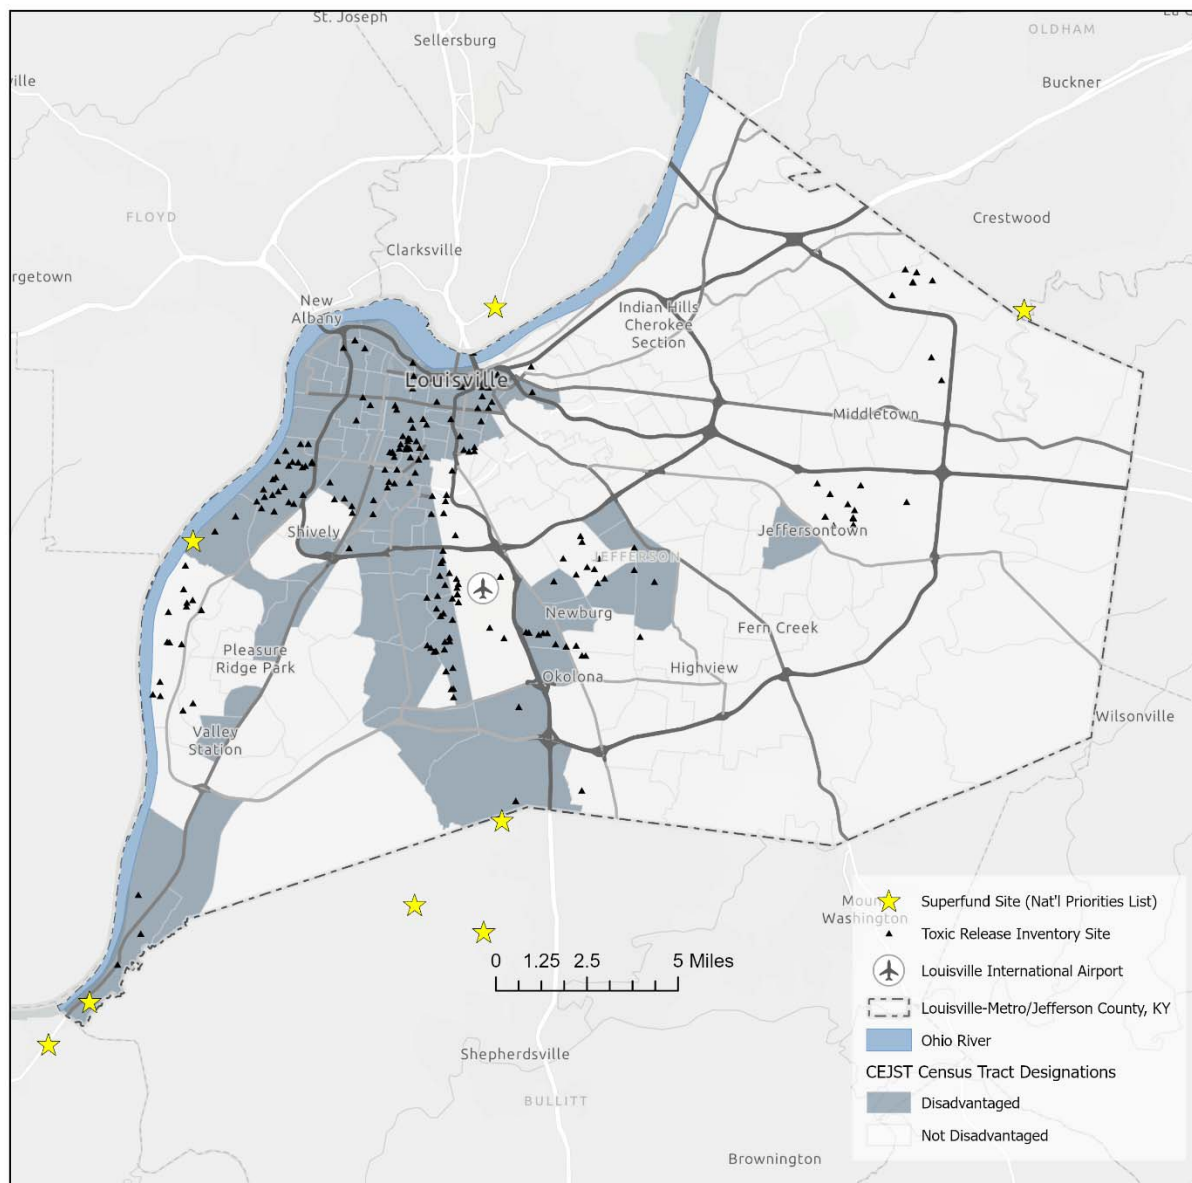 St. Joseph
La G
Sellersburg
OLDHAM
ville
Buckner
FLOYD
Crestwood
Clarksville
rgetown
New
Albany
Indian Hills
Cherokee
Section
Louisville
Middletown
Shively
Jeffersontown
JEFFERSON
Newburg
Fern Creek
Pleasure
Ridge Park
Highview
Okolona
Wilsonville
Valley
Station
Washington
0 1.25 2.5 5 Miles
Shepherdsville
BULLITT
Brownington
Superfund Site (Nat'l Priorities List)
Toxic Release Inventory Site
Louisville International Airport
Louisville-Metro/Jefferson County, KY
Ohio River
CEJST Census Tract Designations
Disadvantaged
Not Disadvantaged